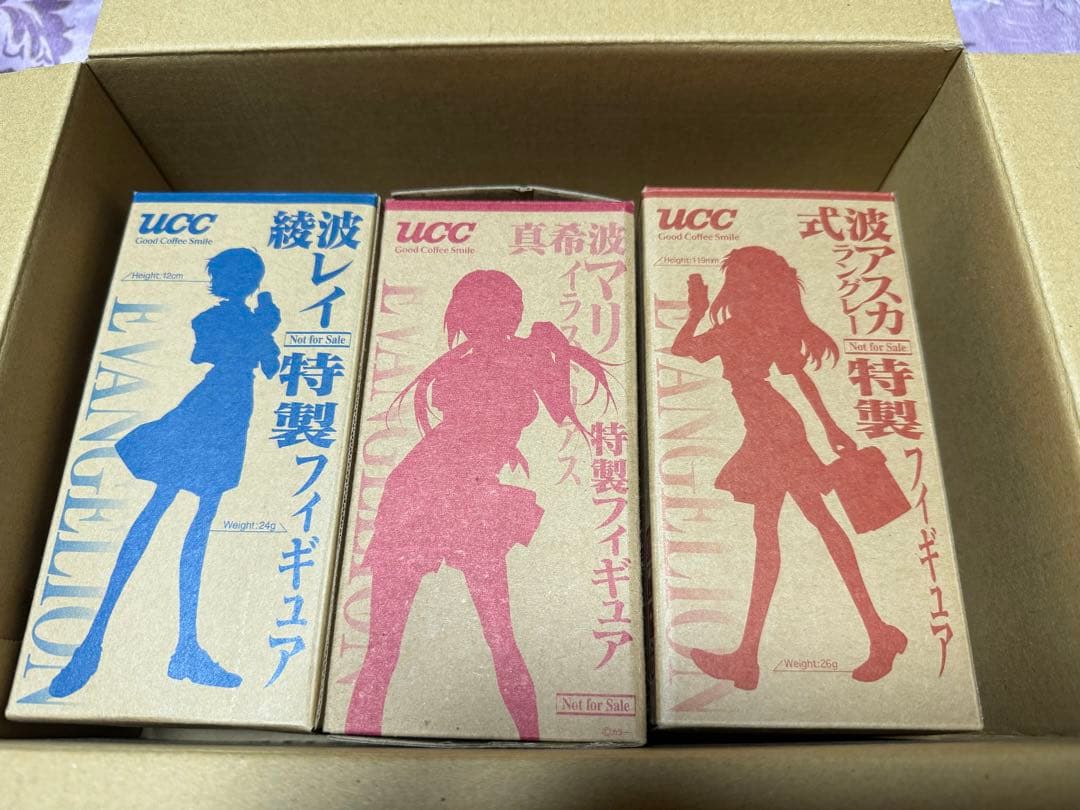 ucc
Good Coffee Smile
綾波レイ
Height: 12cm
Not for Sale
特製フィギュア
EVANGELION
Weight: 24g
ucc
Good Coffee Smile
真希波マリ
イラストリアス
特製フィギュア
EVANGELION
Not for Sale
©カラー
ucc
Good Coffee Smile
式波アスカ
ラングレー
Height: 119mm
Not for Sale
特製フィギュア
EVANGELION
Weight: 26g